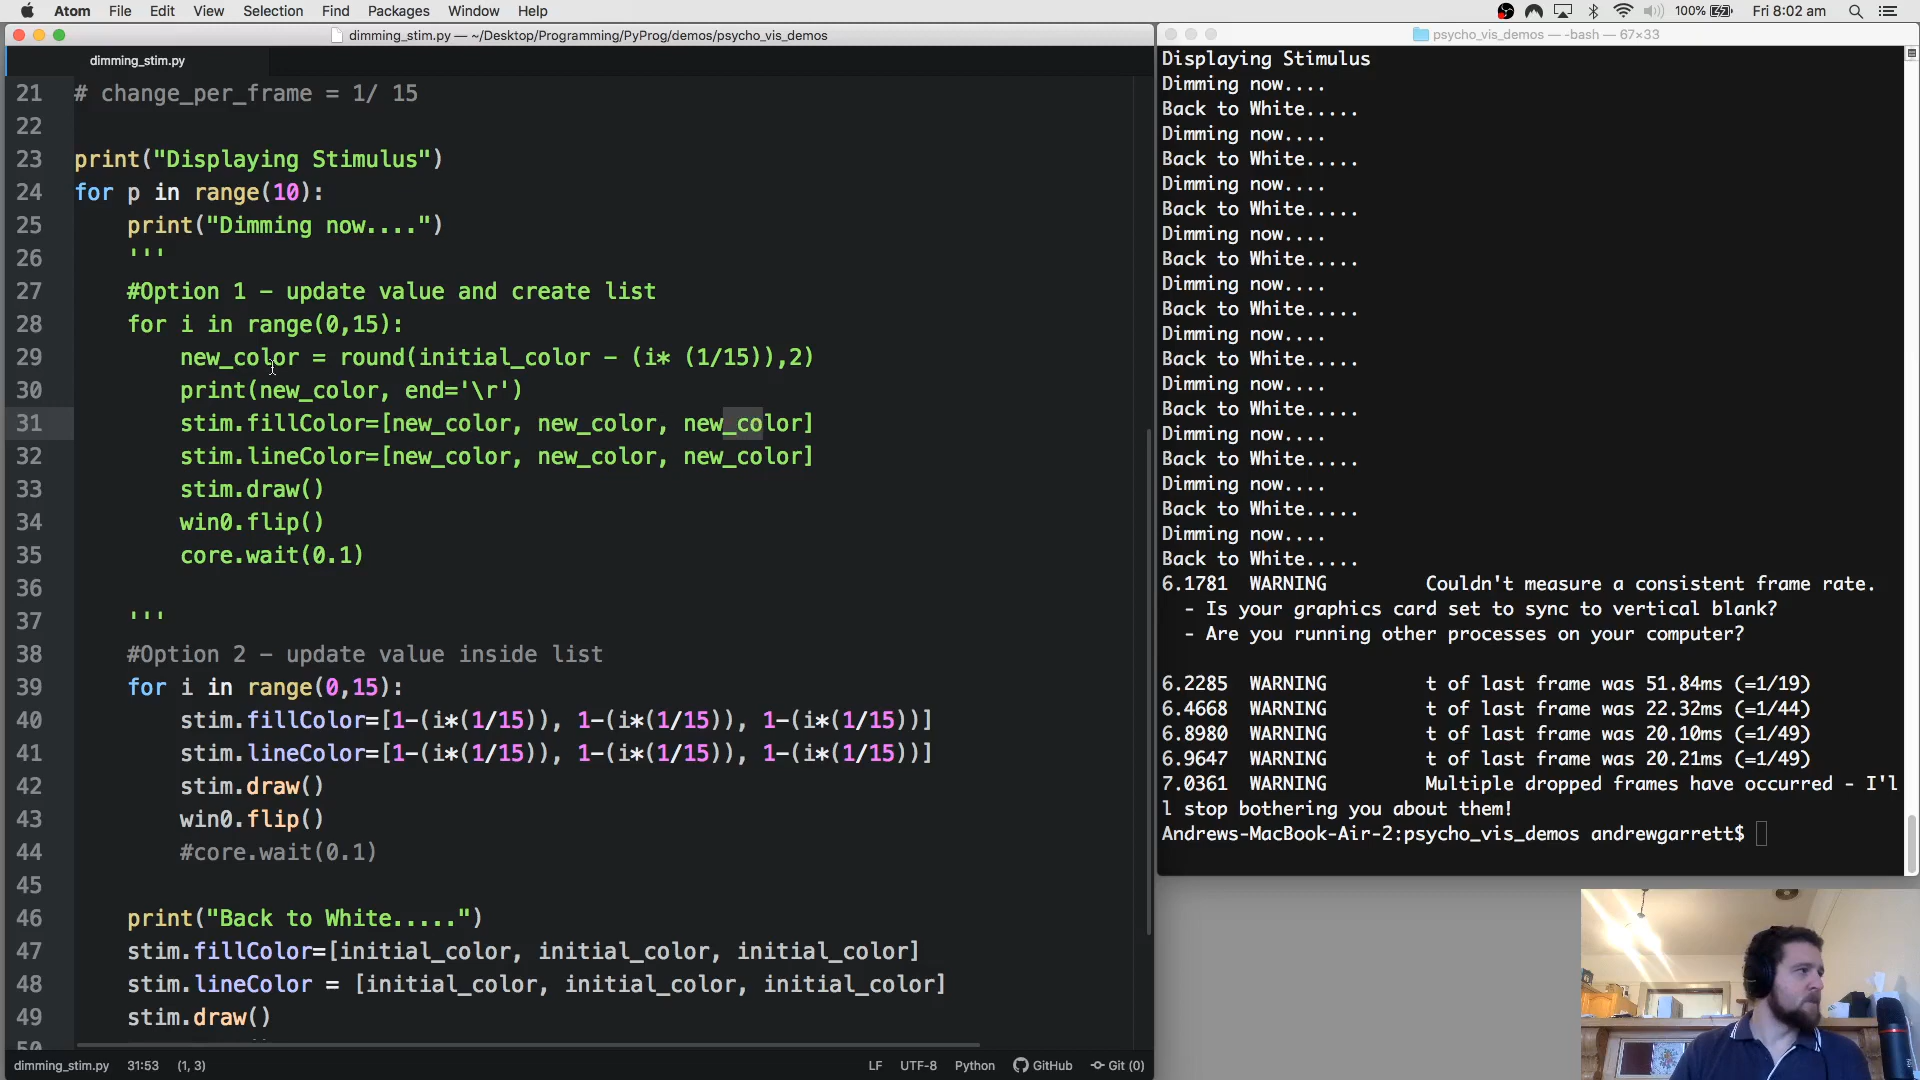 Atom File Edit View Selection Find Packages Window Help
100% Fri 8:02 am
dimming_stim.py — ~/Desktop/Programming/PyProg/demos/psycho_vis_demos
dimming_stim.py
21 # change_per_frame = 1/ 15
22
23 print("Displaying Stimulus")
24 for p in range(10):
25 print("Dimming now....")
26 '''
27 #Option 1 – update value and create list
28 for i in range(0,15):
29 new_color = round(initial_color – (i* (1/15)),2)
30 print(new_color, end='\r')
31 stim.fillColor=[new_color, new_color, new_color]
32 stim.lineColor=[new_color, new_color, new_color]
33 stim.draw()
34 win0.flip()
35 core.wait(0.1)
36
37 '''
38 #Option 2 – update value inside list
39 for i in range(0,15):
40 stim.fillColor=[1-(i*(1/15)), 1-(i*(1/15)), 1-(i*(1/15))]
41 stim.lineColor=[1-(i*(1/15)), 1-(i*(1/15)), 1-(i*(1/15))]
42 stim.draw()
43 win0.flip()
44 #core.wait(0.1)
45
46 print("Back to White.....")
47 stim.fillColor=[initial_color, initial_color, initial_color]
48 stim.lineColor = [initial_color, initial_color, initial_color]
49 stim.draw()
50
dimming_stim.py 31:53 (1, 3) LF UTF-8 Python GitHub Git (0)
psycho_vis_demos — -bash — 67×33
Displaying Stimulus
Dimming now....
Back to White.....
Dimming now....
Back to White.....
Dimming now....
Back to White.....
Dimming now....
Back to White.....
Dimming now....
Back to White.....
Dimming now....
Back to White.....
Dimming now....
Back to White.....
Dimming now....
Back to White.....
Dimming now....
Back to White.....
Dimming now....
Back to White.....
6.1781 WARNING Couldn't measure a consistent frame rate.
- Is your graphics card set to sync to vertical blank?
- Are you running other processes on your computer?
6.2285 WARNING t of last frame was 51.84ms (=1/19)
6.4668 WARNING t of last frame was 22.32ms (=1/44)
6.8980 WARNING t of last frame was 20.10ms (=1/49)
6.9647 WARNING t of last frame was 20.21ms (=1/49)
7.0361 WARNING Multiple dropped frames have occurred - I'l
l stop bothering you about them!
Andrews-MacBook-Air-2:psycho_vis_demos andrewgarrett$